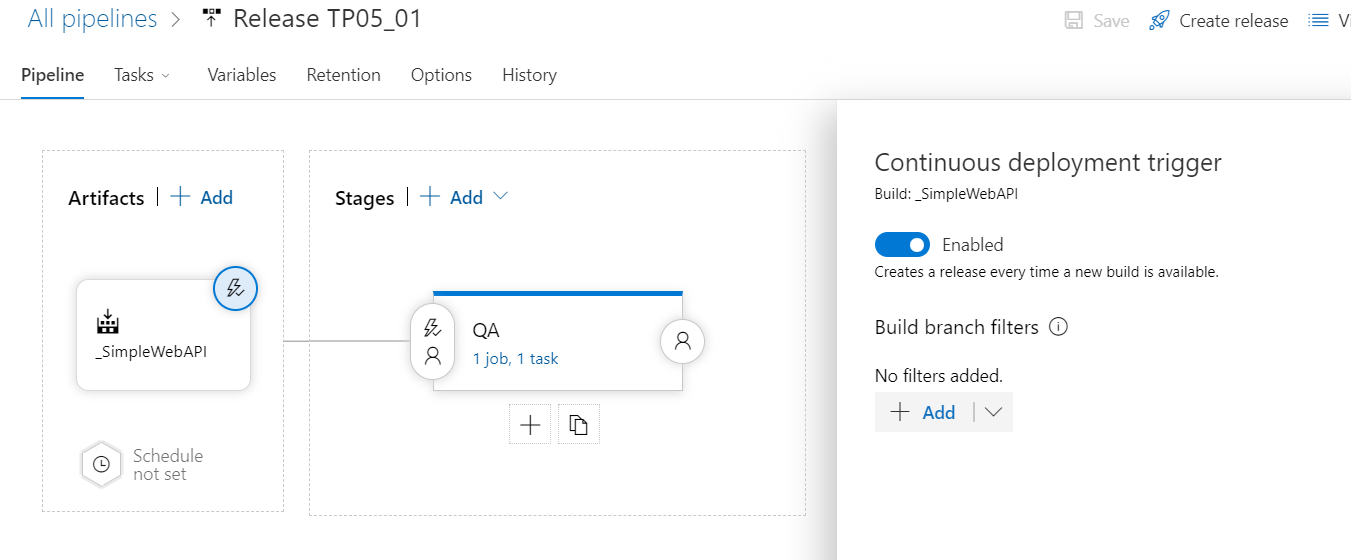 All pipelines > Release TP05_01
Save Create release
Pipeline Tasks Variables Retention Options History
Artifacts | + Add
Stages | + Add
_SimpleWebAPI
Schedule
not set
QA
1 job, 1 task
Continuous deployment trigger
Build: _SimpleWebAPI
Enabled
Creates a release every time a new build is available.
Build branch filters
No filters added.
+ Add